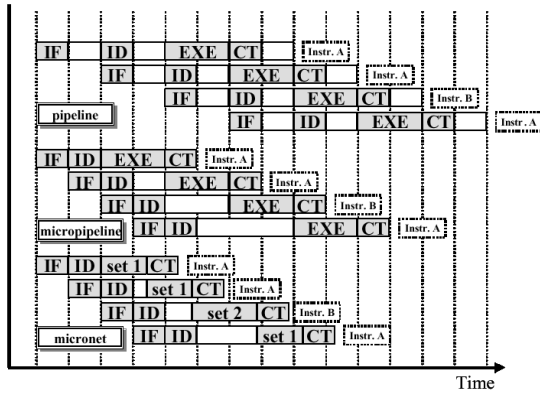 IF ID EXE CT Instr. A
IF ID EXE CT Instr. A
IF ID EXE CT Instr. B
pipeline IF ID EXE CT Instr. A
IF ID EXE CT Instr. A
IF ID EXE CT Instr. A
IF ID EXE CT Instr. B
micropipeline IF ID EXE CT Instr. A
IF ID set 1 CT Instr. A
IF ID set 1 CT Instr. A
IF ID set 2 CT Instr. B
micronet IF ID set 1 CT Instr. A
Time